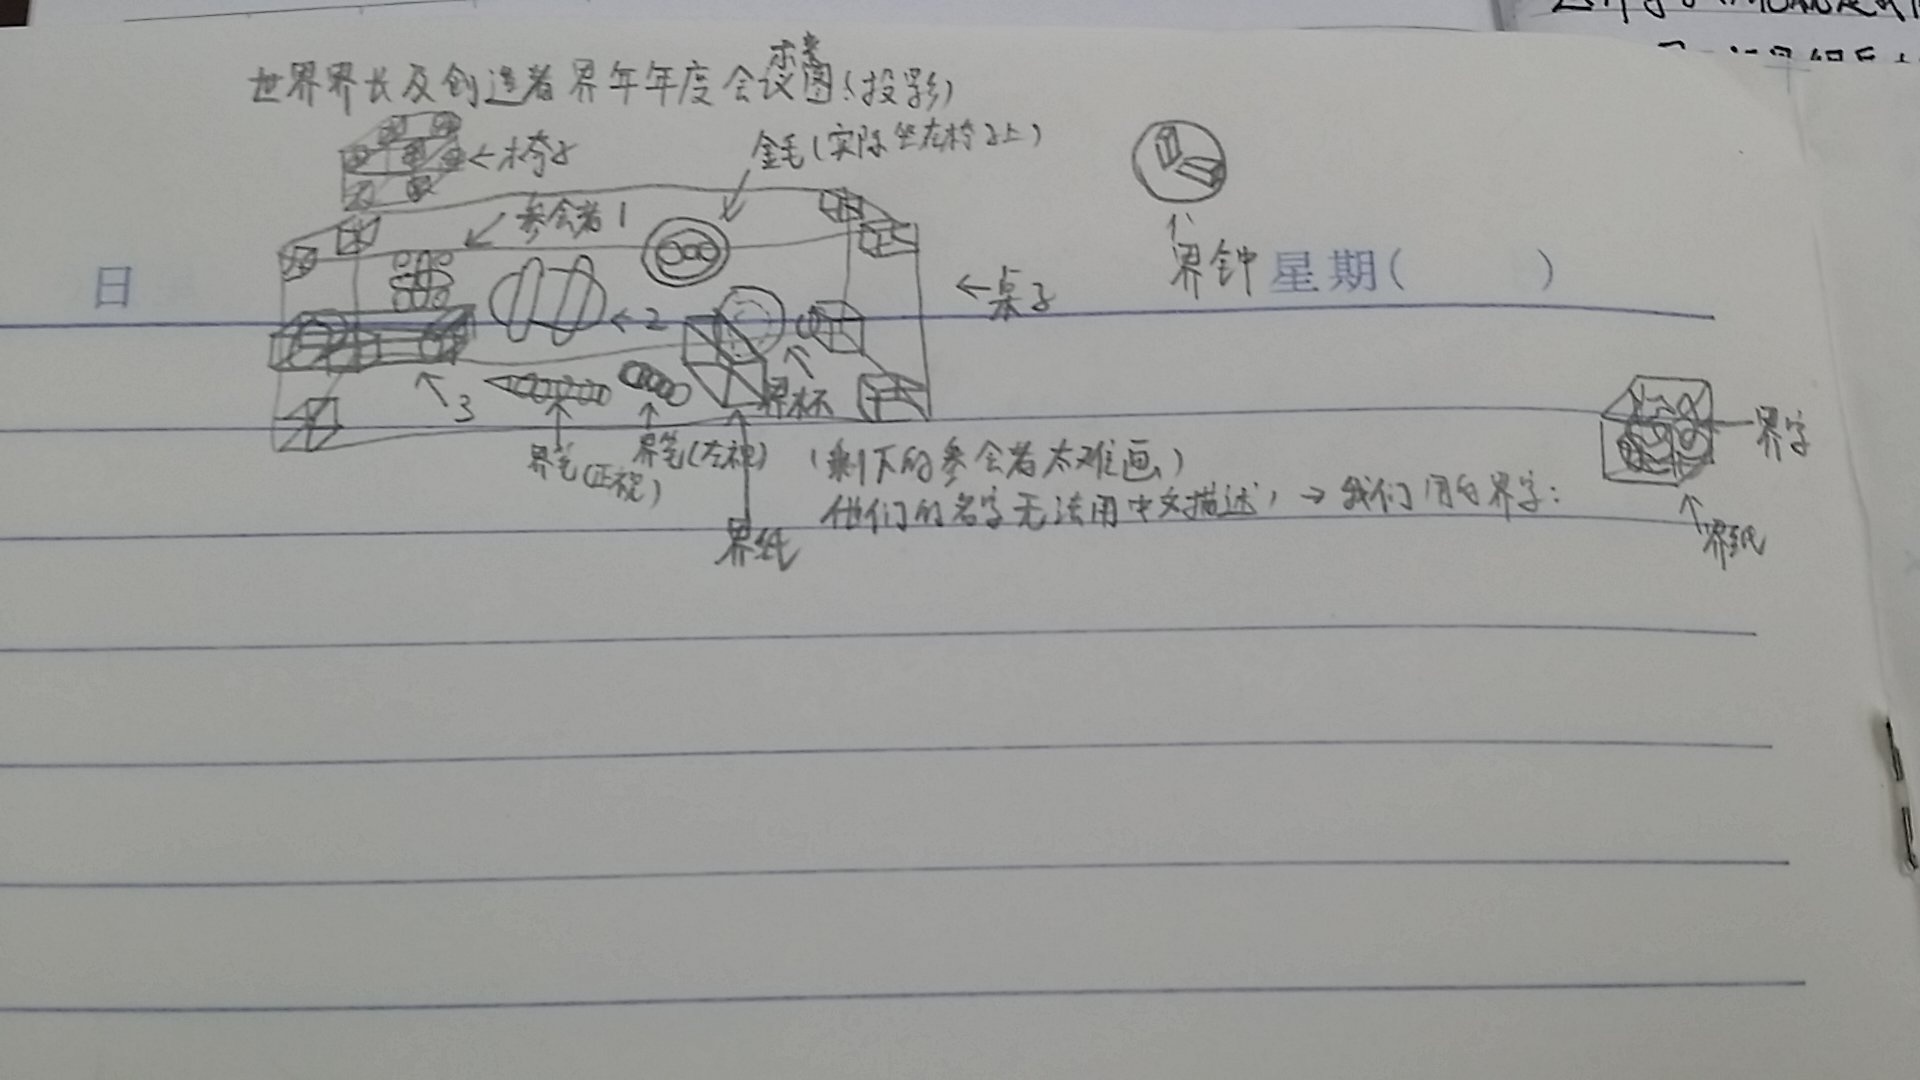 世界界长及创造者界年年度会议图(投影)
←椅子
金毛(实际坐在椅子上)
参会者1
界钟
日
星期( )
←桌子
←2
3
界杯
界笔(正视)
界笔(左视)
界纸
(剩下的参会者太难画)
他们的名字无法用中文描述,→我们用的界字:
界字
界纸